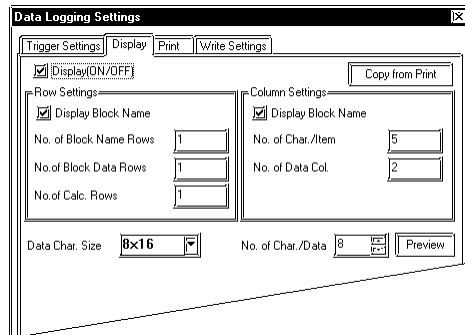 Data Logging Settings
Trigger Settings Display Print Write Settings
Display(ON/OFF) Copy from Print
Row Settings Column Settings
Display Block Name Display Block Name
No. of Block Name Rows 1 No. of Char./Item 5
No.of Block Data Rows 1 No. of Data Col. 2
No.of Calc. Rows 1
Data Char. Size 8×16 No. of Char./Data 8 Preview